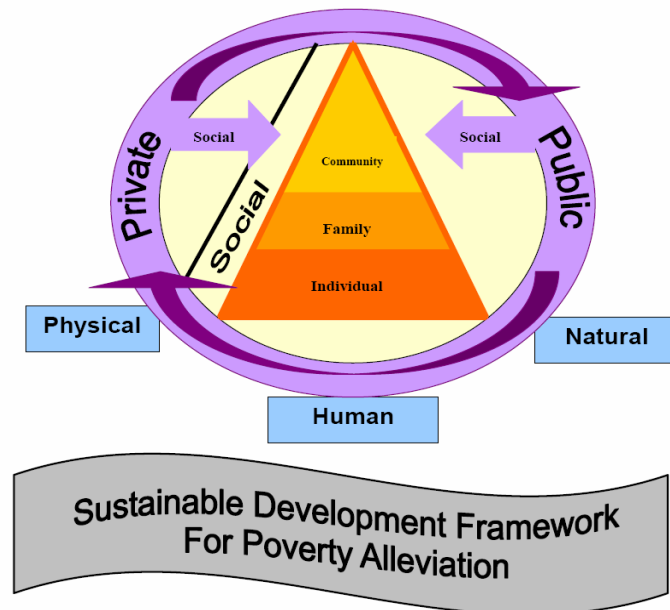 Private
Social
Social
Public
Community
Social
Family
Individual
Physical
Natural
Human
Sustainable Development Framework
For Poverty Alleviation